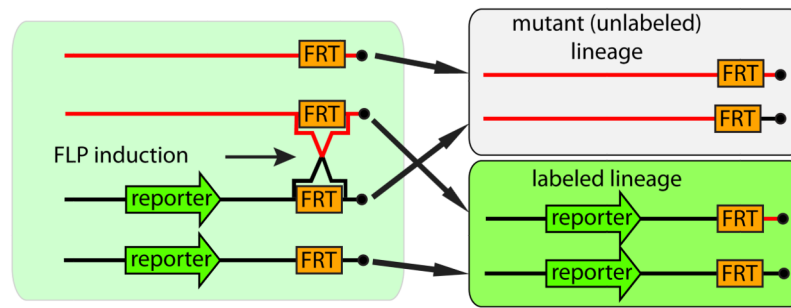 FRT
mutant (unlabeled)
lineage
FRT
FRT
FRT
FLP induction
reporter
FRT
labeled lineage
reporter
FRT
reporter
FRT
reporter
FRT